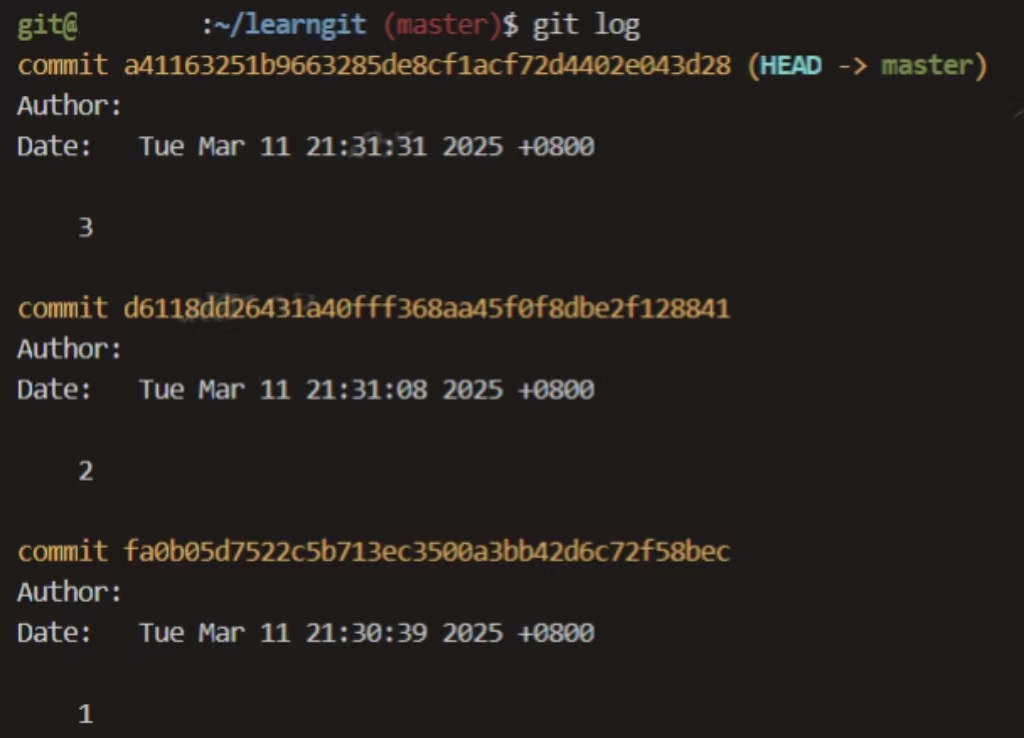 git@ :~/learngit (master)$ git log
commit a41163251b9663285de8cf1acf72d4402e043d28 (HEAD -> master)
Author:
Date:   Tue Mar 11 21:31:31 2025 +0800
3
commit d6118dd26431a40fff368aa45f0f8dbe2f128841
Author:
Date:   Tue Mar 11 21:31:08 2025 +0800
2
commit fa0b05d7522c5b713ec3500a3bb42d6c72f58bec
Author:
Date:   Tue Mar 11 21:30:39 2025 +0800
1